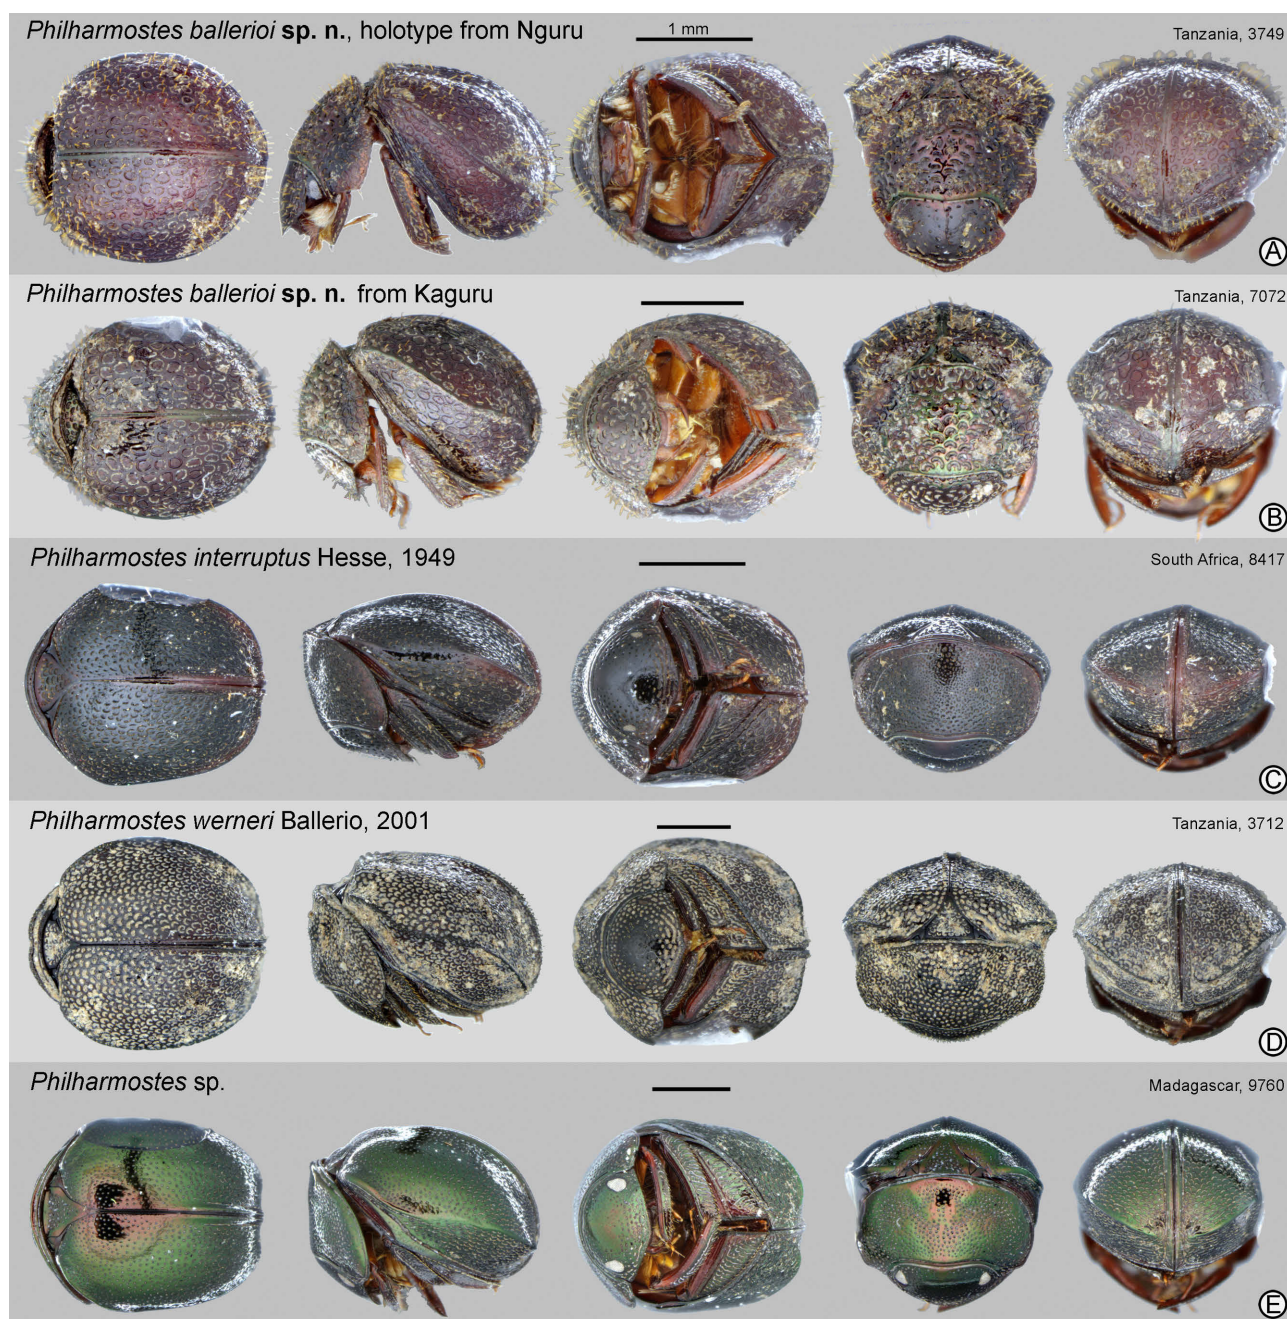 Philharmostes ballerioi sp. n., holotype from Nguru
1 mm
Tanzania, 3749
A
Philharmostes ballerioi sp. n. from Kaguru
Tanzania, 7072
B
Philharmostes interruptus Hesse, 1949
South Africa, 8417
C
Philharmostes werneri Ballerio, 2001
Tanzania, 3712
D
Philharmostes sp.
Madagascar, 9760
E